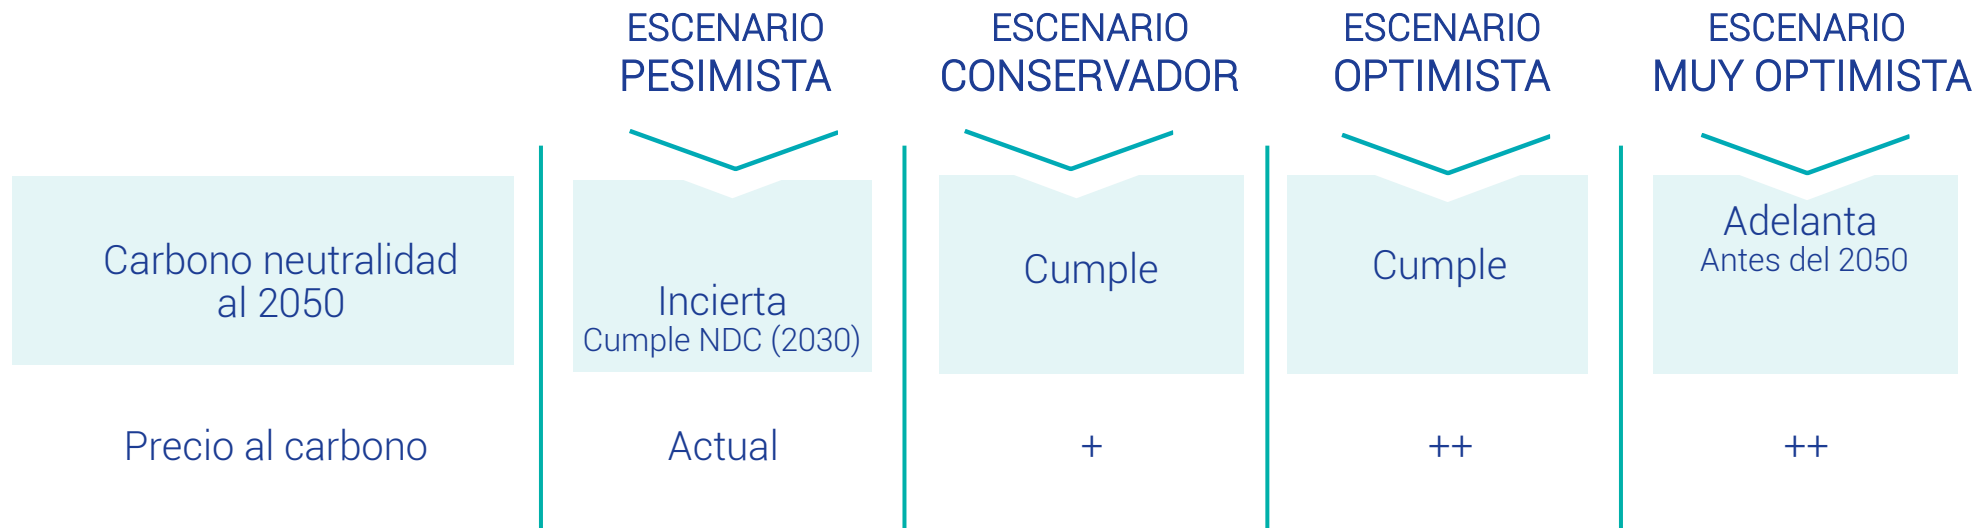 ESCENARIO
PESIMISTA
ESCENARIO
CONSERVADOR
ESCENARIO
OPTIMISTA
ESCENARIO
MUY OPTIMISTA
Carbono neutralidad
al 2050
Incierta
Cumple NDC (2030)
Cumple
Cumple
Adelanta
Antes del 2050
Precio al carbono
Actual
+
++
++